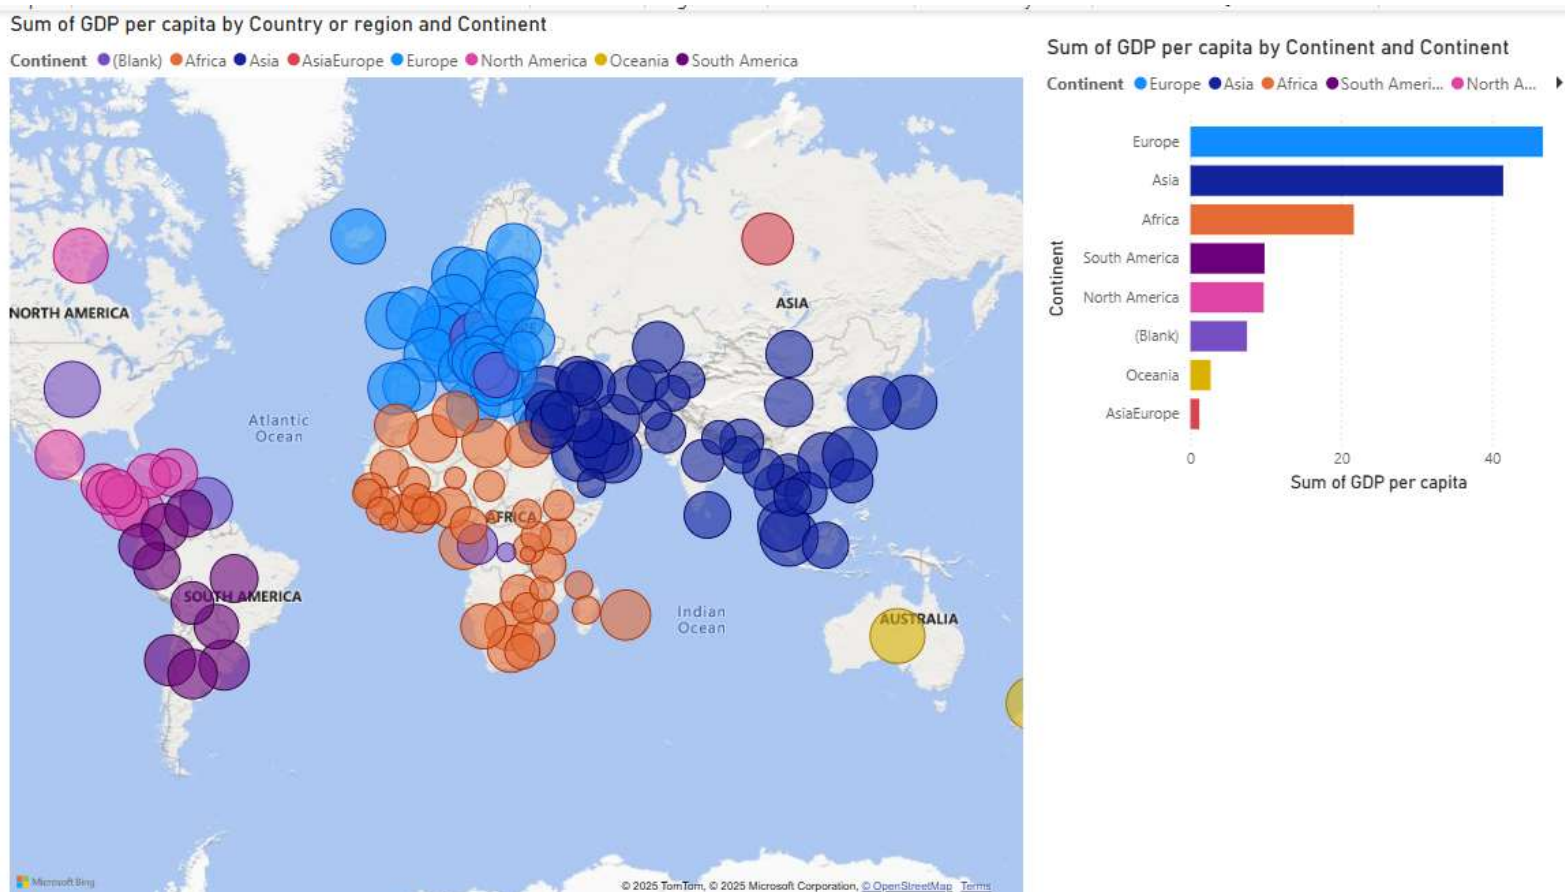 Sum of GDP per capita by Country or region and Continent
Continent (Blank) Africa Asia AsiaEurope Europe North America Oceania South America
NORTH AMERICA
ASIA
Atlantic
Ocean
AFRICA
SOUTH AMERICA
Indian
Ocean
AUSTRALIA
Microsoft Bing
© 2025 TomTom, © 2025 Microsoft Corporation, © OpenStreetMap Terms
Sum of GDP per capita by Continent and Continent
Continent Europe Asia Africa South Ameri... North A...
Continent
Europe
Asia
Africa
South America
North America
(Blank)
Oceania
AsiaEurope
0 20 40
Sum of GDP per capita